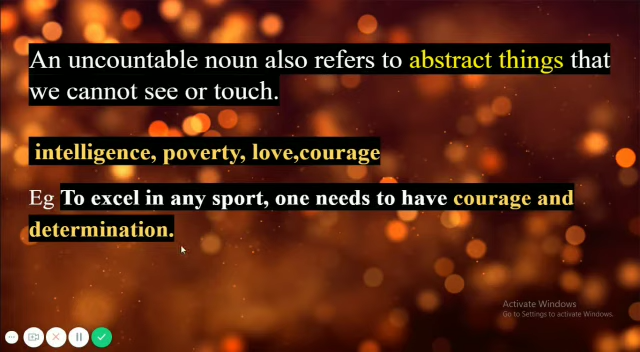 An uncountable noun also refers to abstract things that
we cannot see or touch.
intelligence, poverty, love,courage
Eg To excel in any sport, one needs to have courage and
determination.
Activate Windows
Go to Settings to activate Windows.